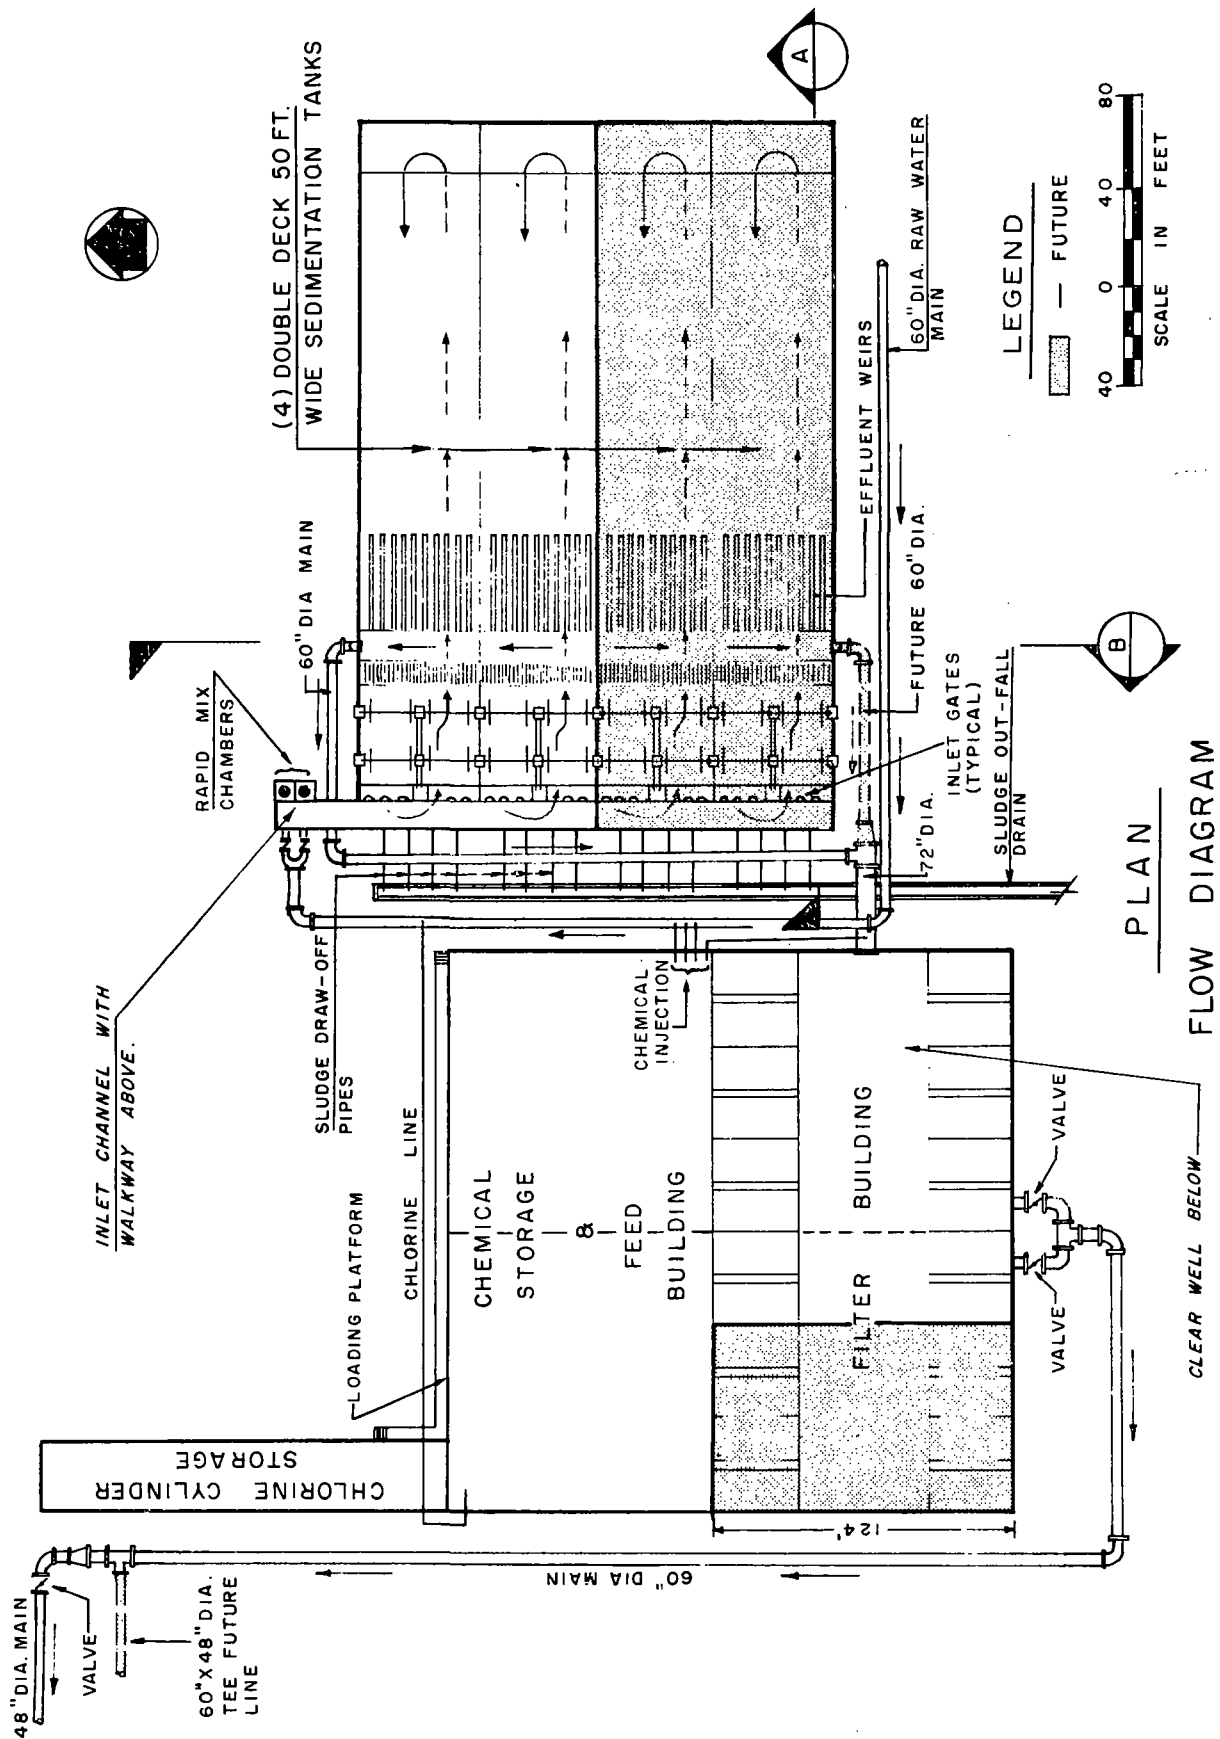 (4) DOUBLE DECK 50 FT.
WIDE SEDIMENTATION TANKS
A
RAPID MIX
CHAMBERS
60" DIA MAIN
INLET CHANNEL WITH
WALKWAY ABOVE.
SLUDGE DRAW-OFF
PIPES
LOADING PLATFORM
CHLORINE LINE
CHLORINE CYLINDER
STORAGE
48" DIA. MAIN
VALVE
60"X48" DIA.
TEE FUTURE
LINE
60" DIA MAIN
CHEMICAL
STORAGE
&
FEED
BUILDING
CHEMICAL
INJECTION
FILTER BUILDING
124'
VALVE
VALVE
CLEAR WELL BELOW
72" DIA.
INLET GATES
(TYPICAL)
SLUDGE OUT-FALL
DRAIN
FUTURE 60" DIA.
EFFLUENT WEIRS
60" DIA. RAW WATER
MAIN
B
LEGEND
— FUTURE
40 0 40 80
SCALE IN FEET
PLAN
FLOW DIAGRAM